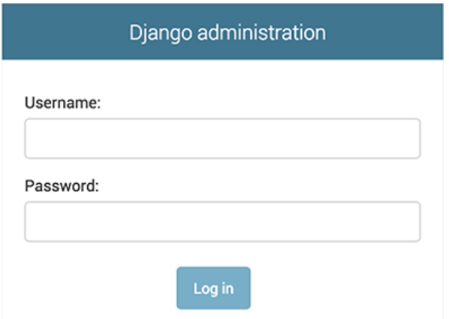 Django administration
Username:
Password:
Log in